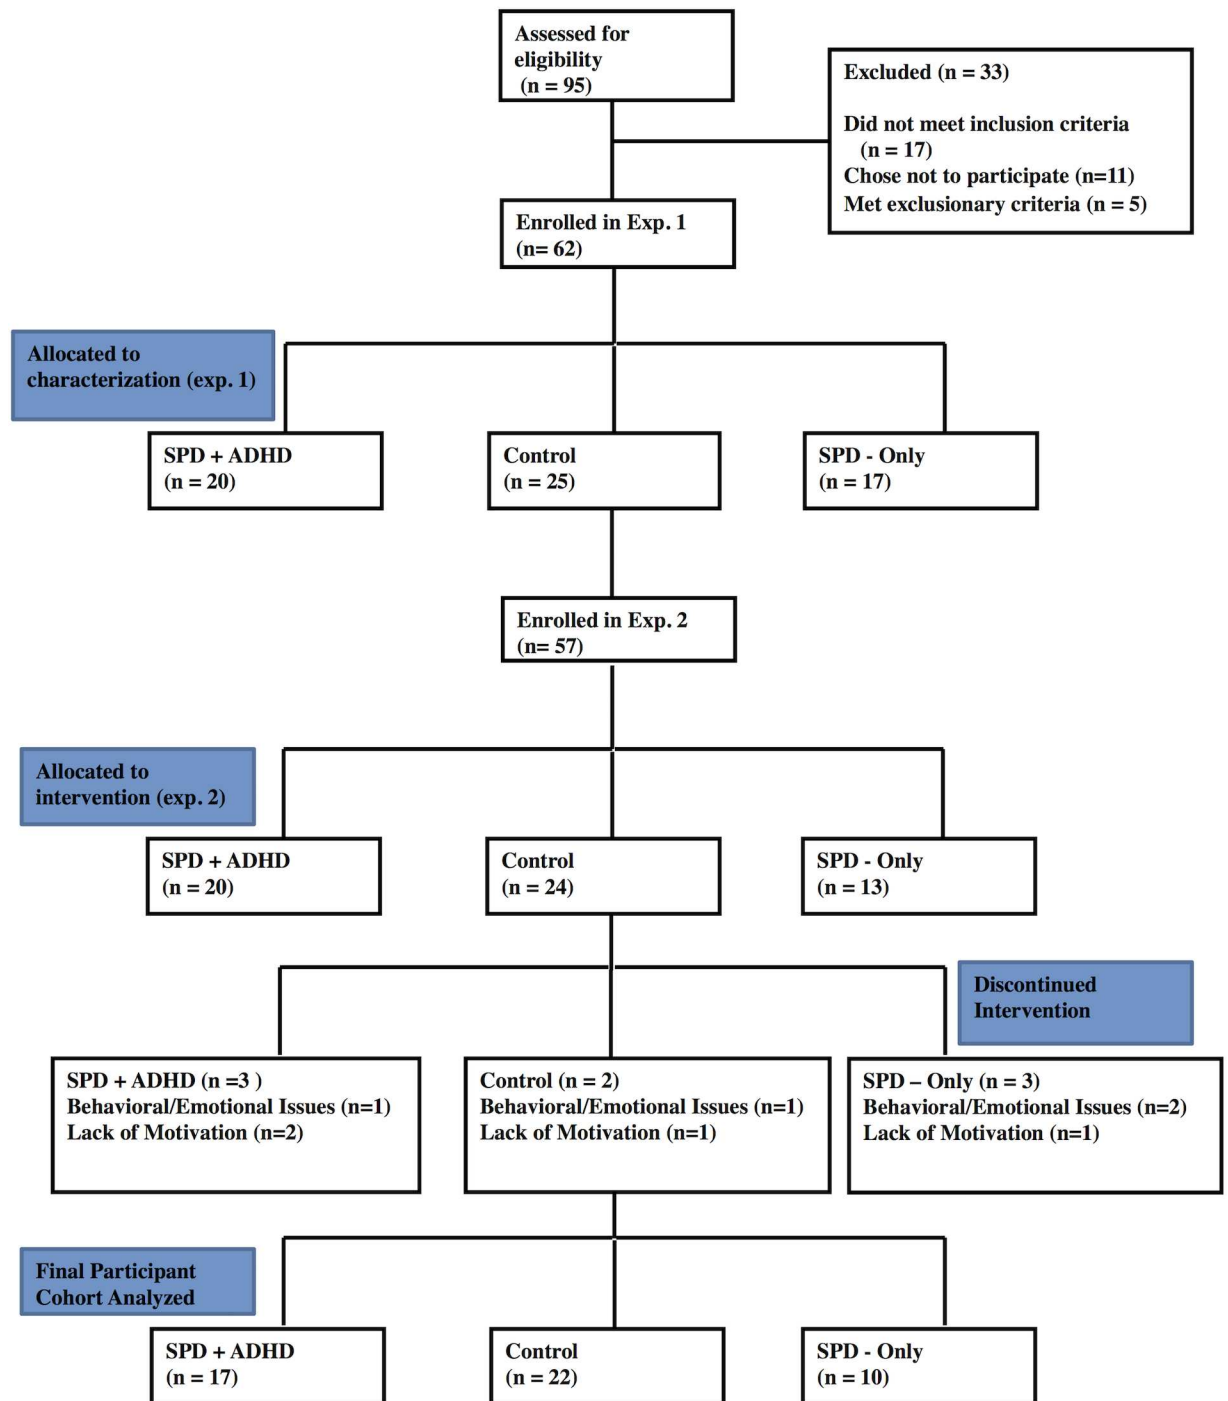 Assessed for
eligibility
(n = 95)
Excluded (n = 33)
Did not meet inclusion criteria
(n = 17)
Chose not to participate (n=11)
Met exclusionary criteria (n = 5)
Enrolled in Exp. 1
(n= 62)
Allocated to
characterization (exp. 1)
SPD + ADHD
(n = 20)
Control
(n = 25)
SPD - Only
(n = 17)
Enrolled in Exp. 2
(n= 57)
Allocated to
intervention (exp. 2)
SPD + ADHD
(n = 20)
Control
(n = 24)
SPD - Only
(n = 13)
Discontinued
Intervention
SPD + ADHD (n =3 )
Behavioral/Emotional Issues (n=1)
Lack of Motivation (n=2)
Control (n = 2)
Behavioral/Emotional Issues (n=1)
Lack of Motivation (n=1)
SPD – Only (n = 3)
Behavioral/Emotional Issues (n=2)
Lack of Motivation (n=1)
Final Participant
Cohort Analyzed
SPD + ADHD
(n = 17)
Control
(n = 22)
SPD - Only
(n = 10)